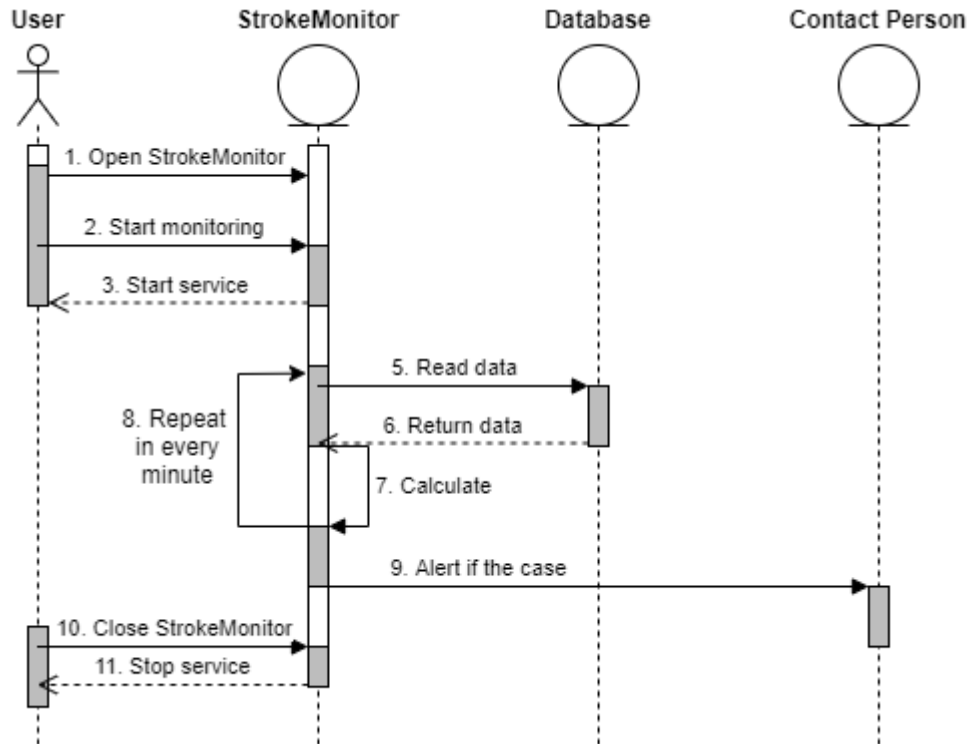 User
StrokeMonitor
Database
Contact Person
1. Open StrokeMonitor
2. Start monitoring
3. Start service
5. Read data
6. Return data
8. Repeat
in every
minute
7. Calculate
9. Alert if the case
10. Close StrokeMonitor
11. Stop service